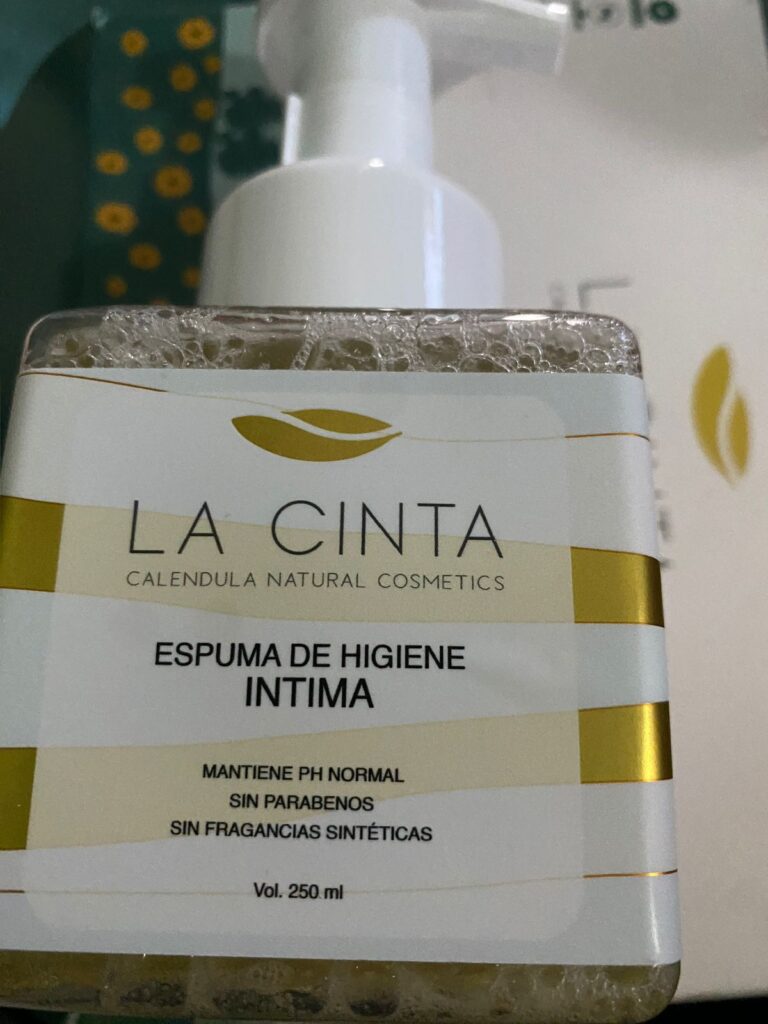 LA CINTA
CALENDULA NATURAL COSMETICS
ESPUMA DE HIGIENE
INTIMA
MANTIENE PH NORMAL
SIN PARABENOS
SIN FRAGANCIAS SINTÉTICAS
Vol. 250 ml